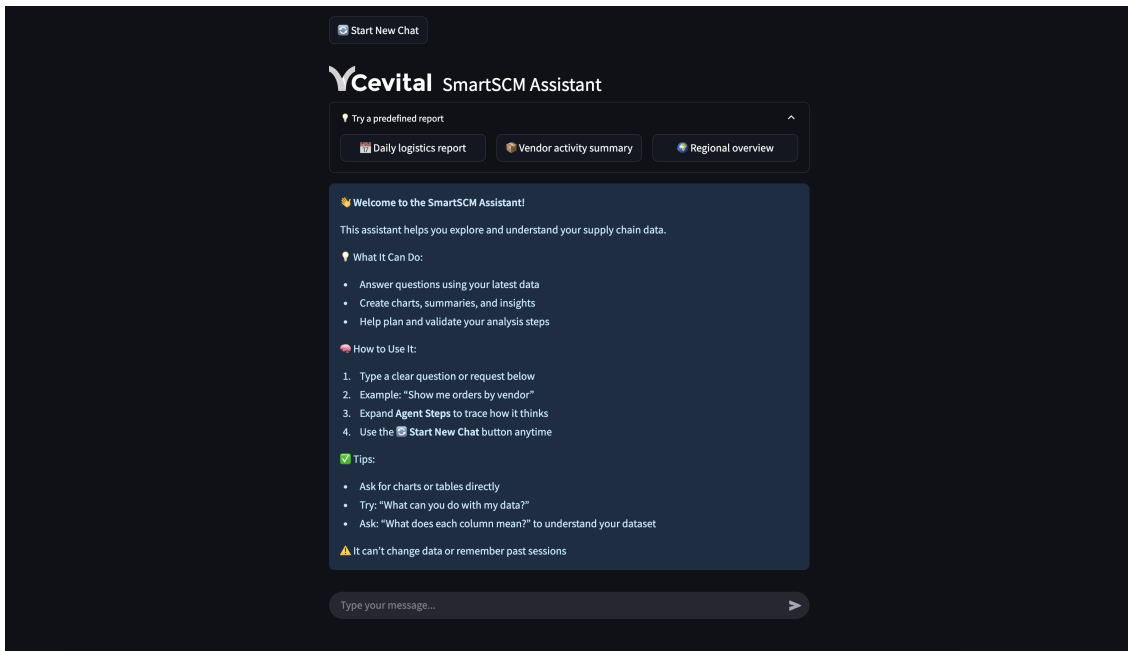 Start New Chat
Cevital SmartSCM Assistant
Try a predefined report
Daily logistics report
Vendor activity summary
Regional overview
Welcome to the SmartSCM Assistant!
This assistant helps you explore and understand your supply chain data.
What It Can Do:
• Answer questions using your latest data
• Create charts, summaries, and insights
• Help plan and validate your analysis steps
How to Use It:
1. Type a clear question or request below
2. Example: “Show me orders by vendor”
3. Expand Agent Steps to trace how it thinks
4. Use the Start New Chat button anytime
Tips:
• Ask for charts or tables directly
• Try: “What can you do with my data?”
• Ask: “What does each column mean?” to understand your dataset
It can’t change data or remember past sessions
Type your message...